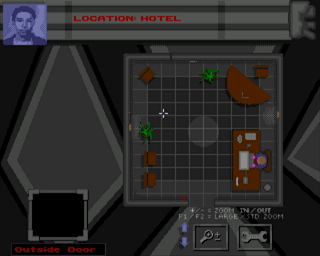 LOCATION: HOTEL
+/- = ZOOM IN/OUT
F1/F2 = LARGE/STD ZOOM
Outside Door